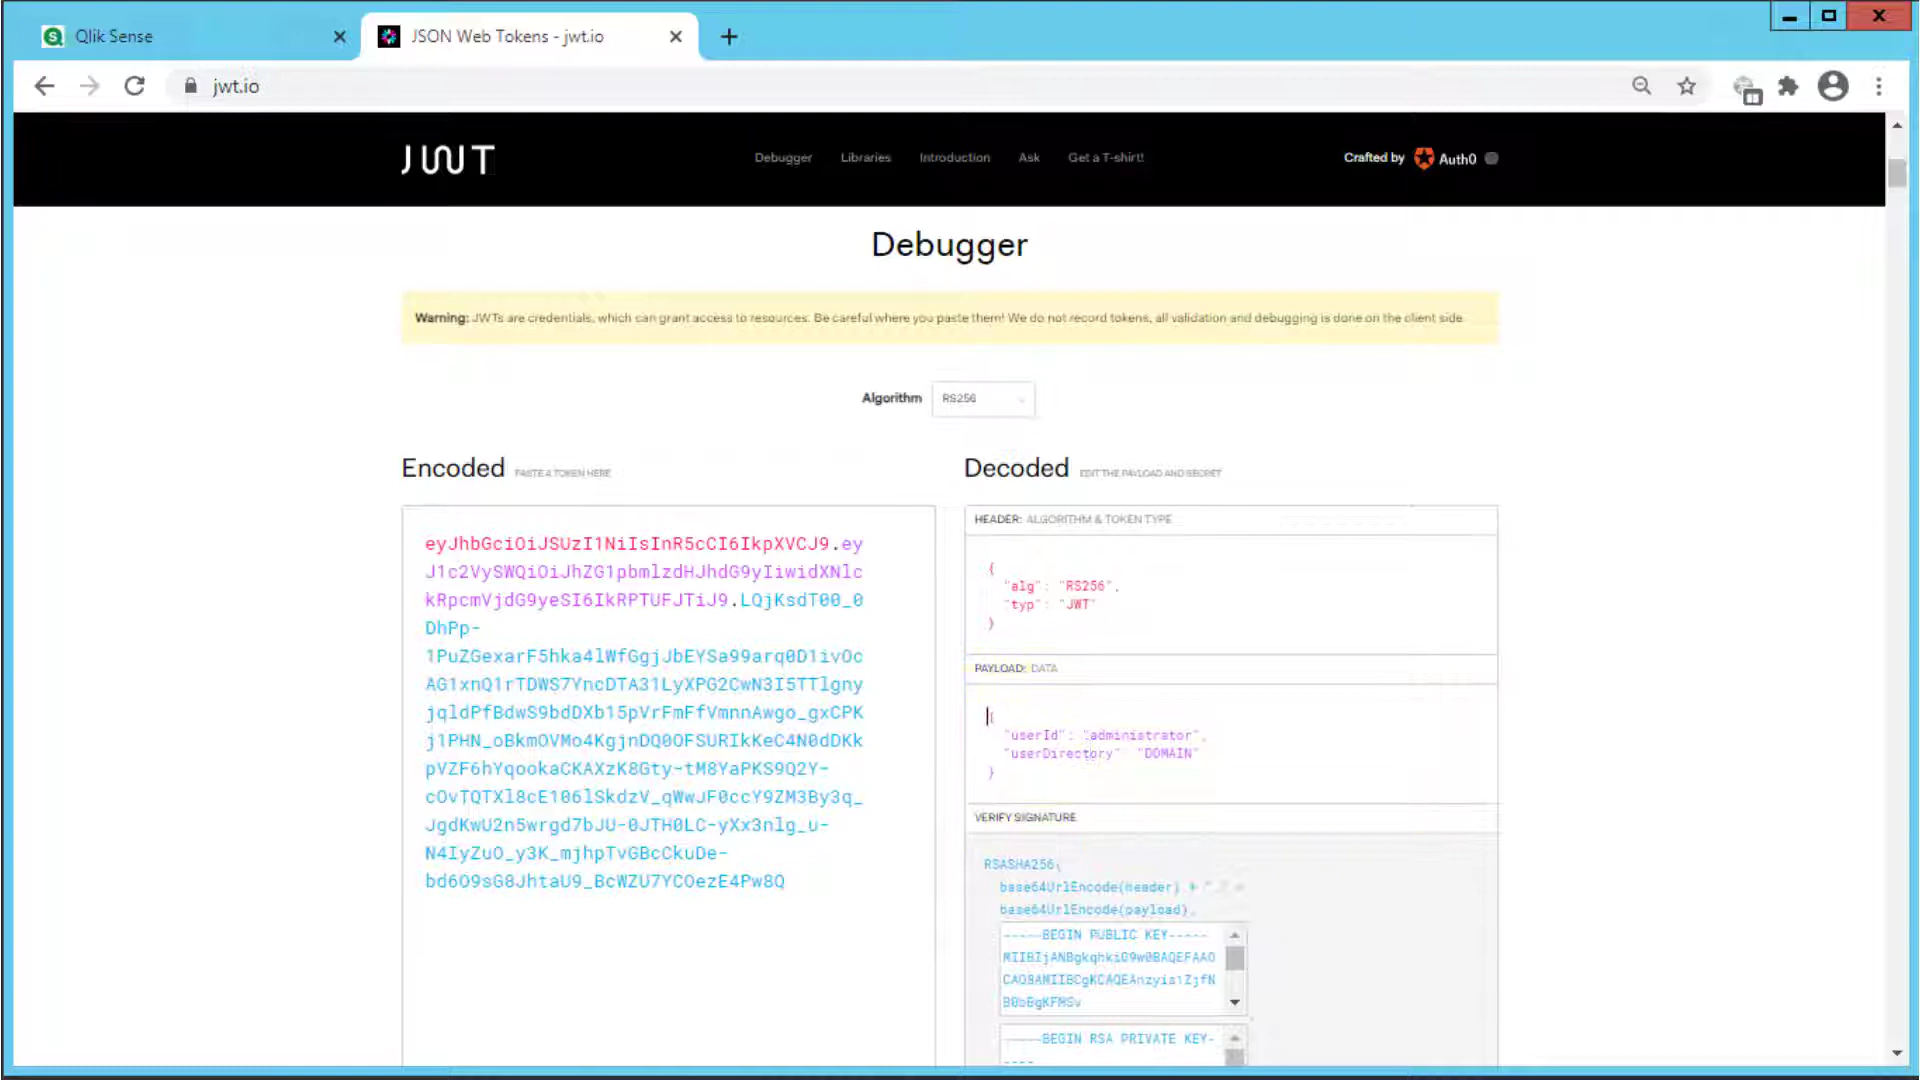 Qlik Sense
JSON Web Tokens - jwt.io
jwt.io
JWT
Debugger
Libraries
Introduction
Ask
Get a T-shirt!
Crafted by
Auth0
Debugger
Warning: JWTs are credentials, which can grant access to resources. Be careful where you paste them! We do not record tokens, all validation and debugging is done on the client side.
Algorithm
RS256
Encoded PASTE A TOKEN HERE
eyJhbGciOiJSUzI1NiIsInR5cCI6IkpXVCJ9.ey
J1c2VySWQiOiJhZG1pbmlzdHJhdG9yIiwidXNlc
kRpcmVjdG9yeSI6IkRPTUFJTiJ9.LQjKsdT00_0
DhPp-
1PuZGexarF5hka4lWfGgjJbEYSa99arq0D1ivOc
AG1xnQ1rTDWS7YncDTA31LyXPG2CwN3I5TTlgny
jqldPfBdwS9bdDXb15pVrFmFfVmnnAwgo_gxCPK
j1PHN_oBkmOVMo4KgjnDQ0OFSURIkKeC4N0dDKk
pVZF6hYqookaCKAXzK8Gty-tM8YaPKS9Q2Y-
cOvTQTXl8cE106lSkdzV_qWwJF0ccY9ZM3By3q_
JgdKwU2n5wrgd7bJU-0JTH0LC-yXx3nlg_u-
N4IyZuO_y3K_mjhpTvGBcCkuDe-
bd6O9sG8JhtaU9_BcWZU7YCOezE4Pw8Q
Decoded EDIT THE PAYLOAD AND SECRET
HEADER: ALGORITHM & TOKEN TYPE
{
"alg": "RS256",
"typ": "JWT"
}
PAYLOAD: DATA
{
"userId": "administrator",
"userDirectory": "DOMAIN"
}
VERIFY SIGNATURE
RSASHA256(
base64UrlEncode(header) +
base64UrlEncode(payload),
-----BEGIN PUBLIC KEY-----
MIIBIjANBgkqhkiG9w0BAQEFAAO
CAQ8AMIIBCgKCAQEAnzyis1ZjfN
B0bBgKFMSv
-----BEGIN RSA PRIVATE KEY-
----